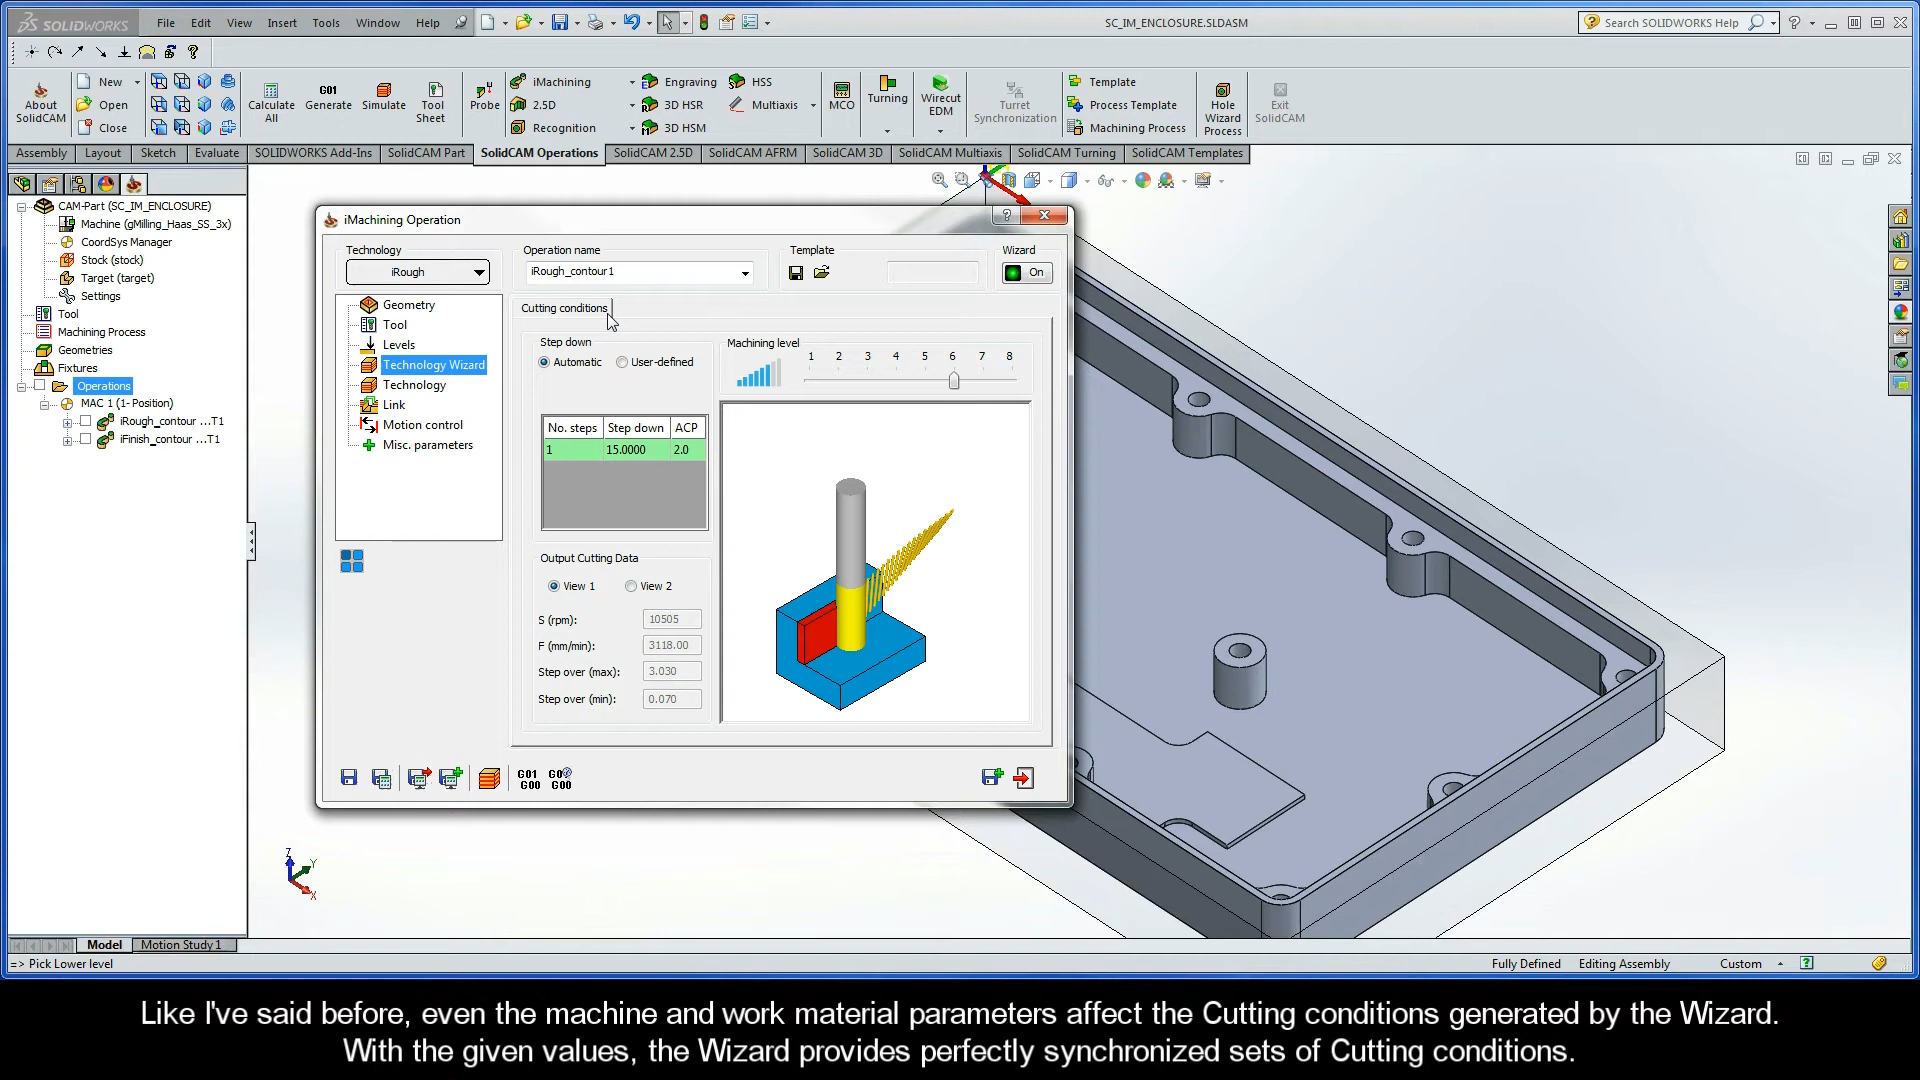 SOLIDWORKS File Edit View Insert Tools Window Help SC_IM_ENCLOSURE.SLDASM Search SOLIDWORKS Help
About SolidCAM New Open Close Calculate All G01 Generate Simulate Tool Sheet Probe iMachining 2.5D Recognition Engraving 3D HSR 3D HSM HSS Multiaxis MCO Turning Wirecut EDM Turret Synchronization Template Process Template Machining Process Hole Wizard Process Exit SolidCAM
Assembly Layout Sketch Evaluate SOLIDWORKS Add-Ins SolidCAM Part SolidCAM Operations SolidCAM 2.5D SolidCAM AFRM SolidCAM 3D SolidCAM Multiaxis SolidCAM Turning SolidCAM Templates
CAM-Part (SC_IM_ENCLOSURE)
Machine (gMilling_Haas_SS_3x)
CoordSys Manager
Stock (stock)
Target (target)
Settings
Tool
Machining Process
Geometries
Fixtures
Operations
MAC 1 (1- Position)
iRough_contour ...T1
iFinish_contour ...T1
iMachining Operation
Technology Operation name Template Wizard
iRough iRough_contour1 On
Geometry
Tool
Levels
Technology Wizard
Technology
Link
Motion control
Misc. parameters
Cutting conditions
Step down
Automatic User-defined
Machining level 1 2 3 4 5 6 7 8
No. steps Step down ACP
1 15.0000 2.0
Output Cutting Data
View 1 View 2
S (rpm): 10505
F (mm/min): 3118.00
Step over (max): 3.030
Step over (min): 0.070
G01 G00 G0 G00
Z Y X
Model Motion Study 1
=> Pick Lower level Fully Defined Editing Assembly Custom
Like I've said before, even the machine and work material parameters affect the Cutting conditions generated by the Wizard.
With the given values, the Wizard provides perfectly synchronized sets of Cutting conditions.